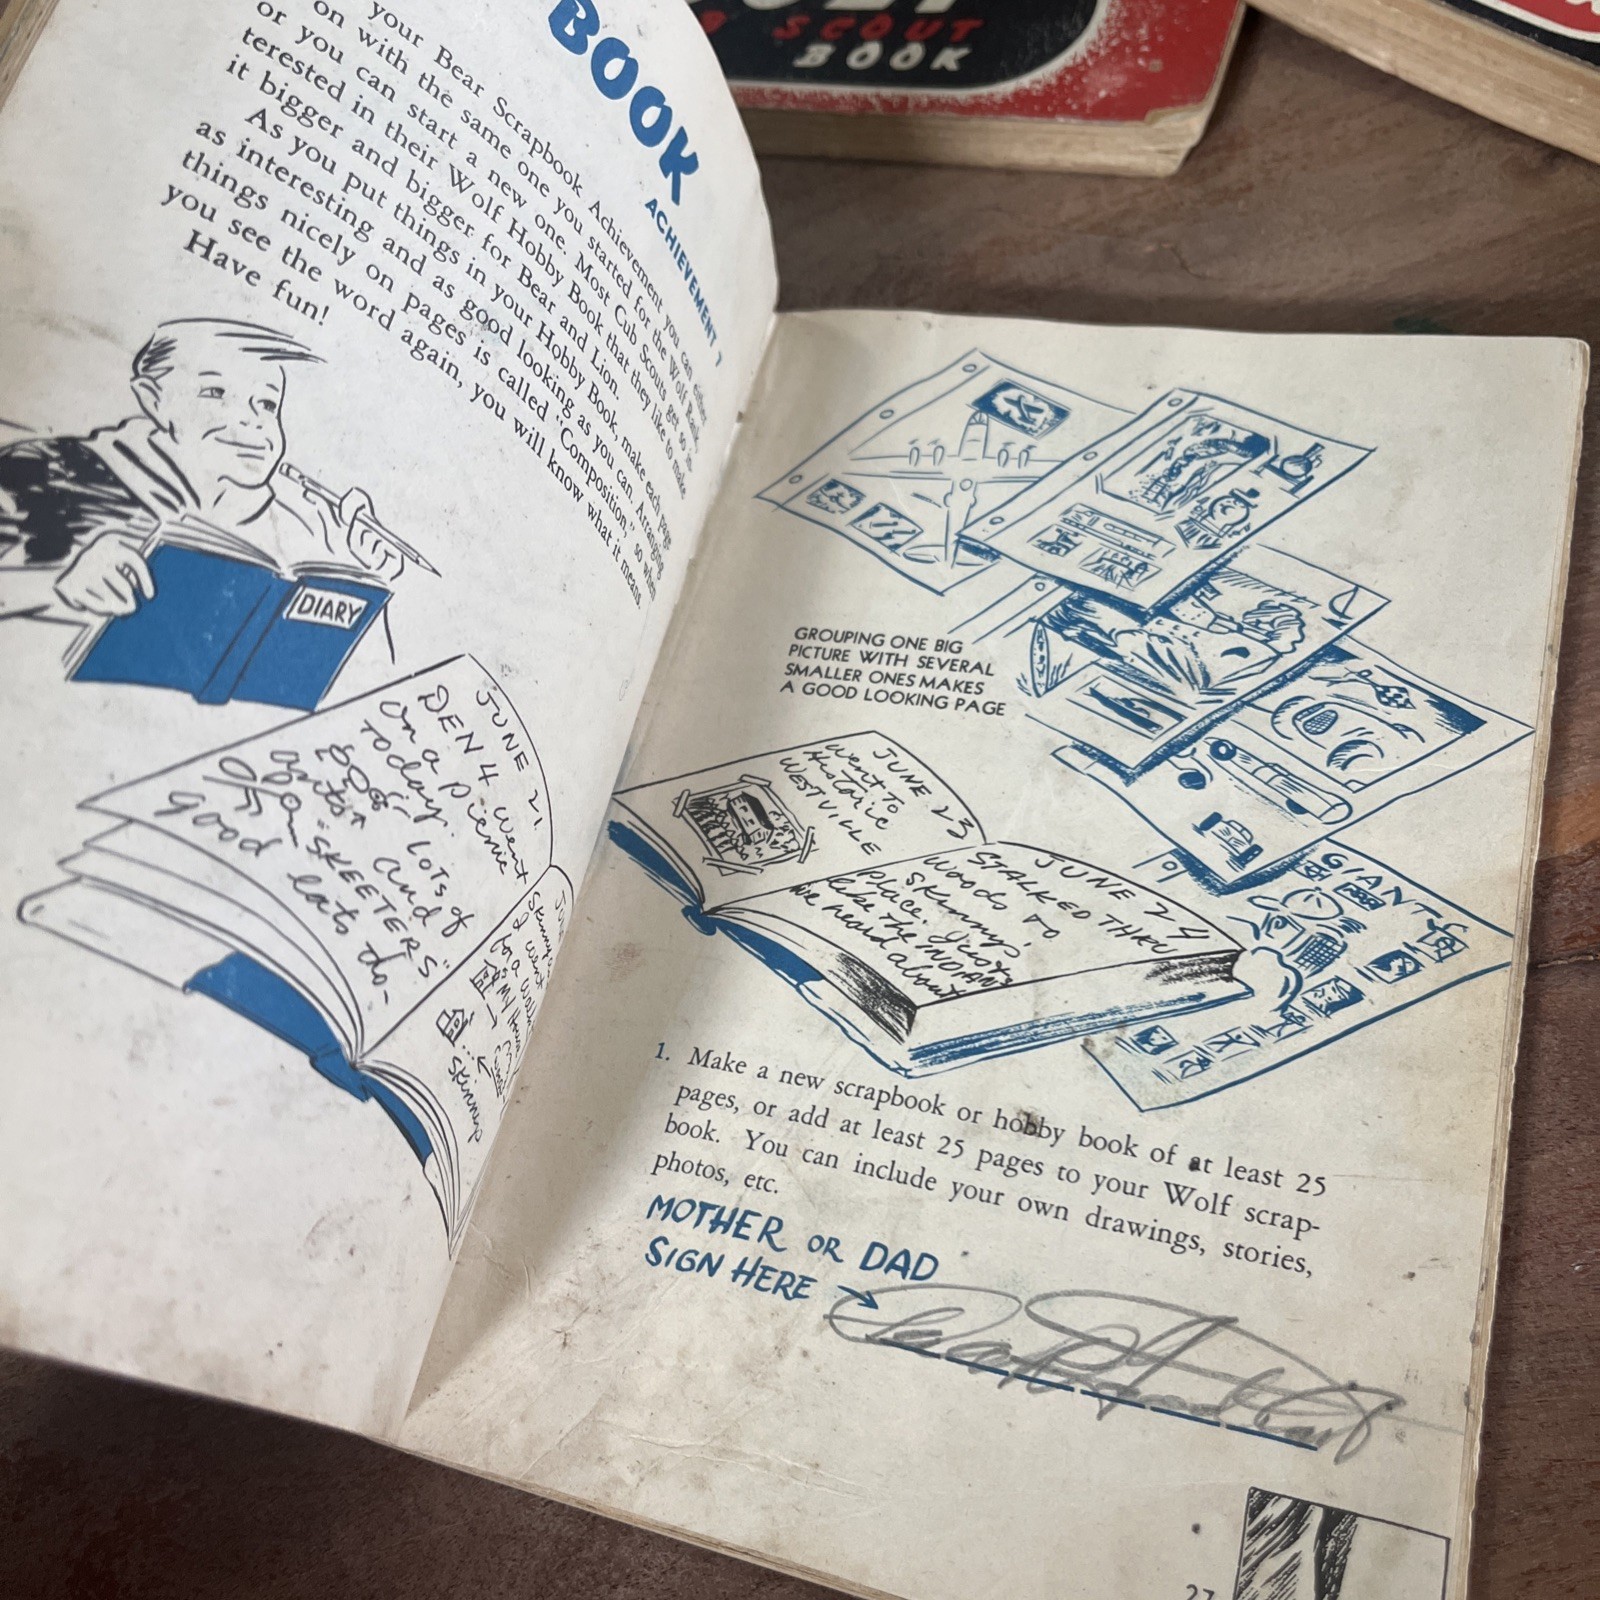 SCOUT
BOOK
BOOK
ACHIEVEMENT 7
your Bear Scrapbook Achievement you can either
on with the same one you started for the Wolf Rank,
or you can start a new one. Most Cub Scouts get so in-
terested in their Wolf Hobby Book that they like to make
it bigger and bigger for Bear and Lion.
As you put things in your Hobby Book, make each page
as interesting and as good looking as you can. Arranging
things nicely on pages is called "Composition," so when
you see the word again, you will know what it means.
Have fun!
DIARY
JUNE 21.
DEN 4 went
on a picnic
today.
lots of
and
ants
"SKEETERS"
good eats to-
Skinny
I went
for a walk
Skinny
GROUPING ONE BIG
PICTURE WITH SEVERAL
SMALLER ONES MAKES
A GOOD LOOKING PAGE
JUNE 23
went to
Historic
WESTVILLE
JUNE 24
STALKED THRU
woods to
Skinny's
place. Just
like the INDIANS
we heard about
GIANTS
1. Make a new scrapbook or hobby book of at least 25
pages, or add at least 25 pages to your Wolf scrap-
book. You can include your own drawings, stories,
photos, etc.
MOTHER OR DAD
SIGN HERE →
27